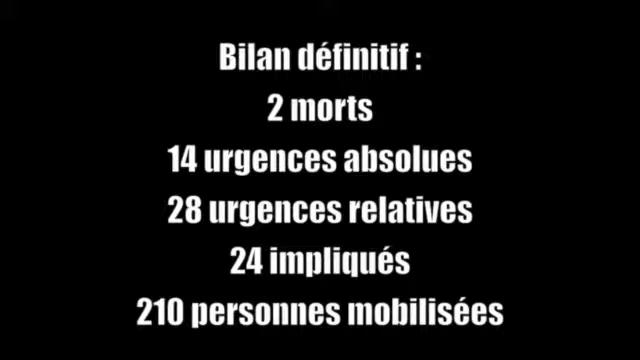 Bilan définitif :
2 morts
14 urgences absolues
28 urgences relatives
24 impliqués
210 personnes mobilisées